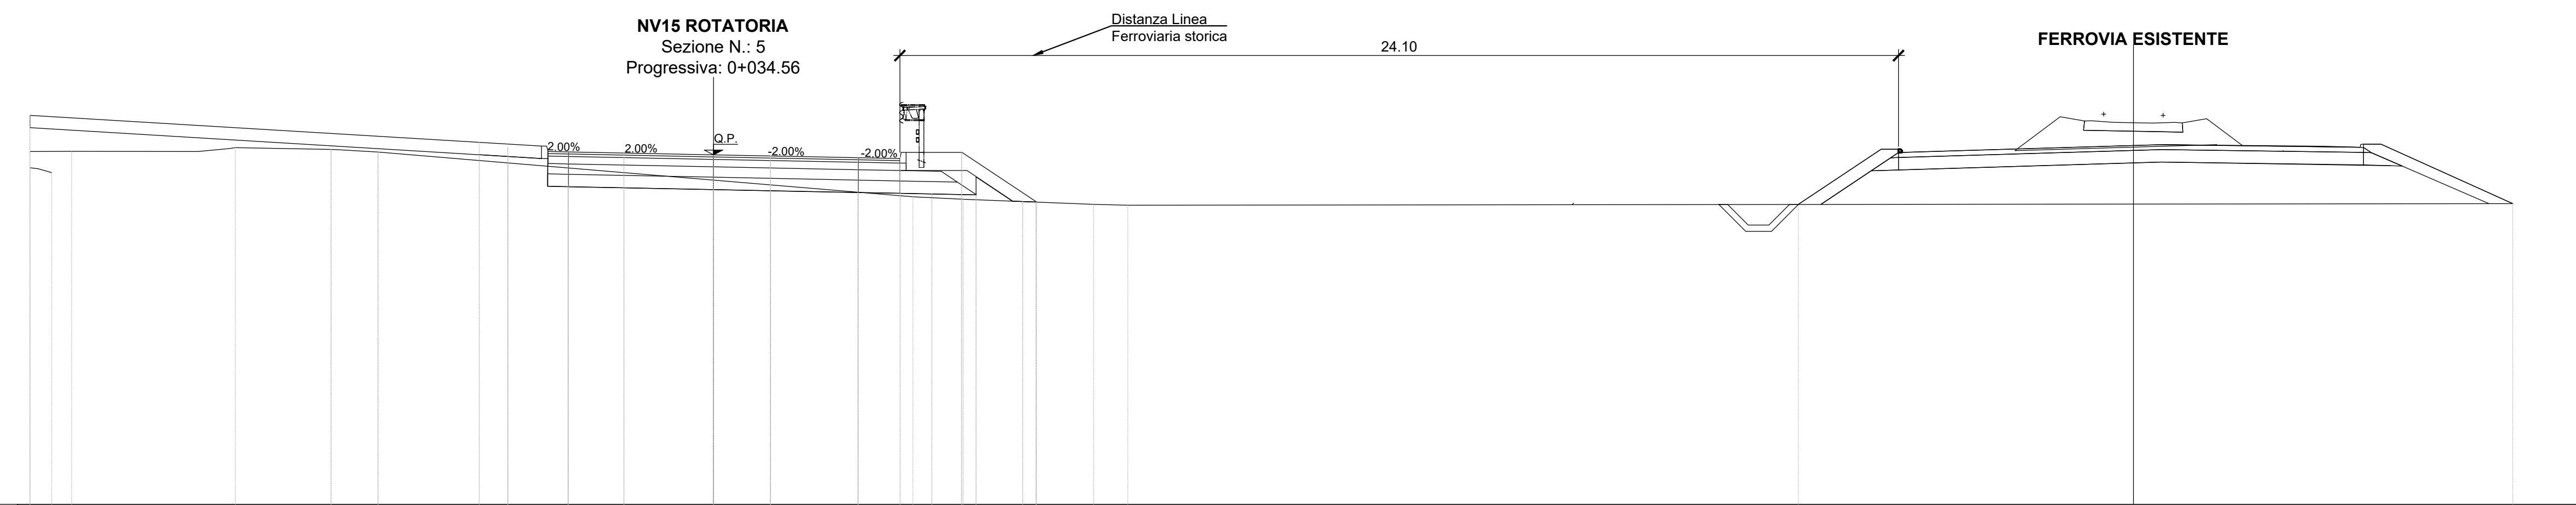 NV15 ROTATORIA
Sezione N.: 5
Progressiva: 0+034.56
Distanza Linea
Ferroviaria storica
24.10
FERROVIA ESISTENTE
Q.P.
2.00%
2.00%
-2.00%
-2.00%